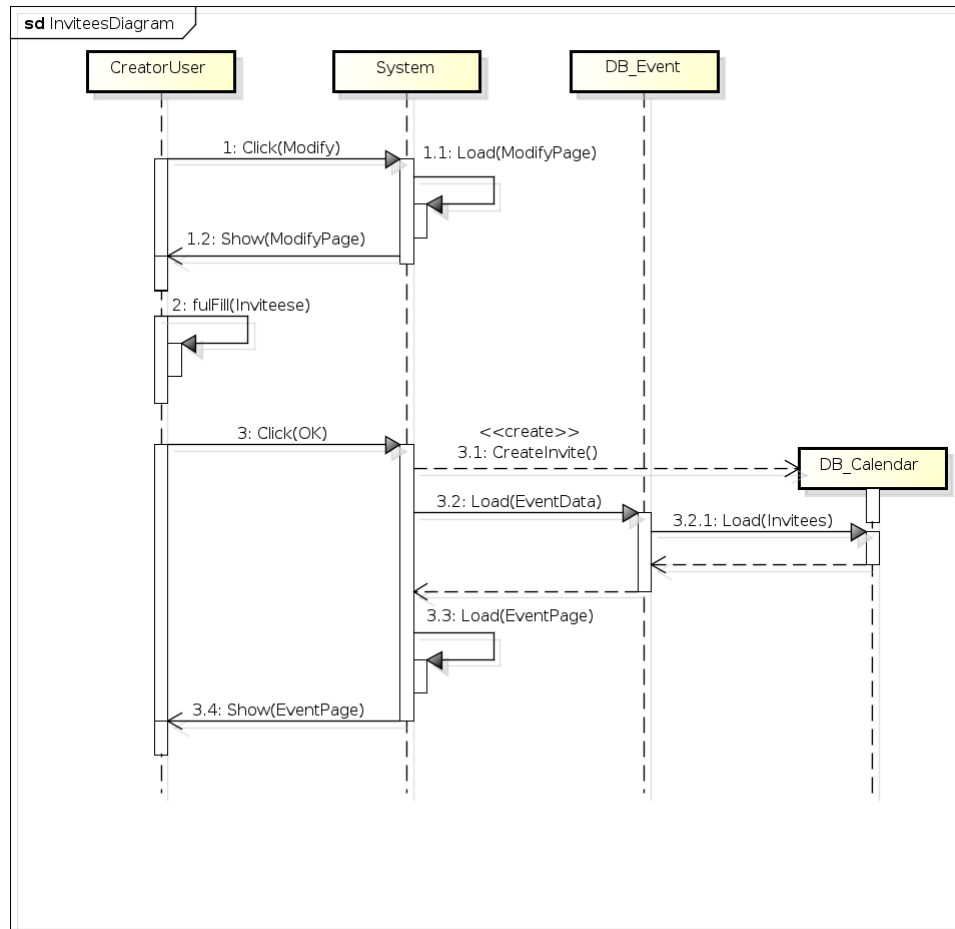 sd InviteesDiagram
CreatorUser
System
DB_Event
1: Click(Modify)
1.1: Load(ModifyPage)
1.2: Show(ModifyPage)
2: fulFill(Inviteese)
3: Click(OK)
<<create>>
3.1: CreateInvite()
DB_Calendar
3.2: Load(EventData)
3.2.1: Load(Invitees)
3.3: Load(EventPage)
3.4: Show(EventPage)